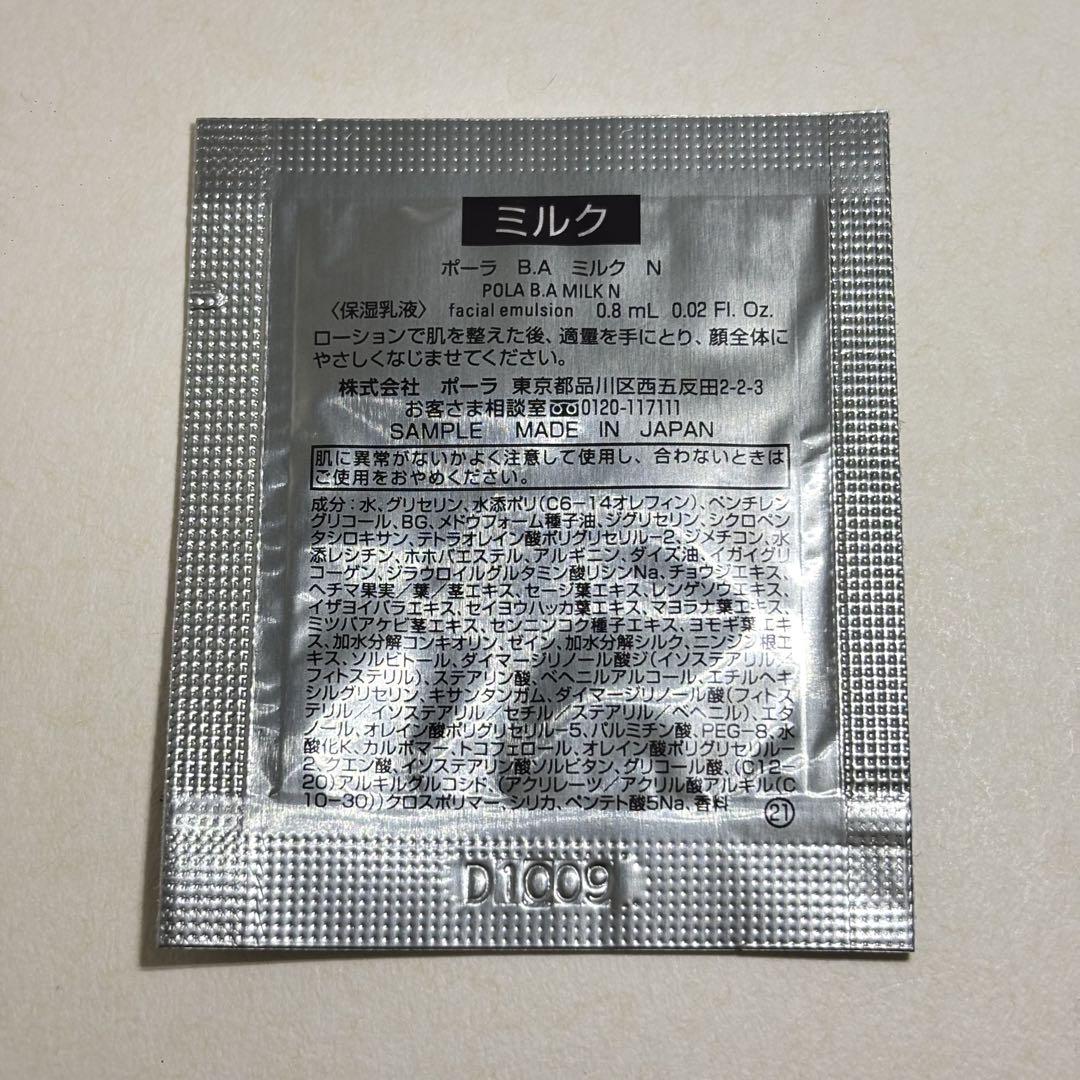 ミルク
ポーラ B.A ミルク N
POLA B.A MILK N
〈保湿乳液〉 facial emulsion 0.8 mL 0.02 Fl. Oz.
ローションで肌を整えた後、適量を手にとり、顔全体に
やさしくなじませてください。
株式会社 ポーラ 東京都品川区西五反田2-2-3
お客さま相談室 0120-117111
SAMPLE MADE IN JAPAN
肌に異常がないかよく注意して使用し、合わないときは
ご使用をおやめください。
成分：水、グリセリン、水添ポリ(C6-14オレフィン)、ペンチレン
グリコール、BG、メドウフォーム種子油、ジグリセリン、シクロペン
タシロキサン、テトラオレイン酸ポリグリセリル-2、ジメチコン、水
添レシチン、ホホバエステル、アルギニン、ダイズ油、イガイグリ
コーゲン、ジラウロイルグルタミン酸リシンNa、チョウジエキス、
ヘチマ果実／葉／茎エキス、セージ葉エキス、レンゲソウエキス、
イザヨイバラエキス、セイヨウハッカ葉エキス、マヨラナ葉エキス、
ミツバアケビ茎エキス、センニンコク種子エキス、ヨモギ葉エキ
ス、加水分解コンキオリン、ゼイン、加水分解シルク、ニンジン根エ
キス、ソルビトール、ダイマージリノール酸ジ(イソステアリル／
フィトステリル)、ステアリン酸、ベヘニルアルコール、エチルヘキ
シルグリセリン、キサンタンガム、ダイマージリノール酸(フィトス
テリル／イソステアリル／セチル／ステアリル／ベヘニル)、エタ
ノール、オレイン酸ポリグリセリル-5、パルミチン酸、PEG-8、水
酸化K、カルボマー、トコフェロール、オレイン酸ポリグリセリル-
2、クエン酸、イソステアリン酸ソルビタン、グリコール酸、(C12-
20)アルキルグルコシド、(アクリレーツ／アクリル酸アルキル(C
10-30))クロスポリマー、シリカ、ペンテト酸5Na、香料
㉑
D1009